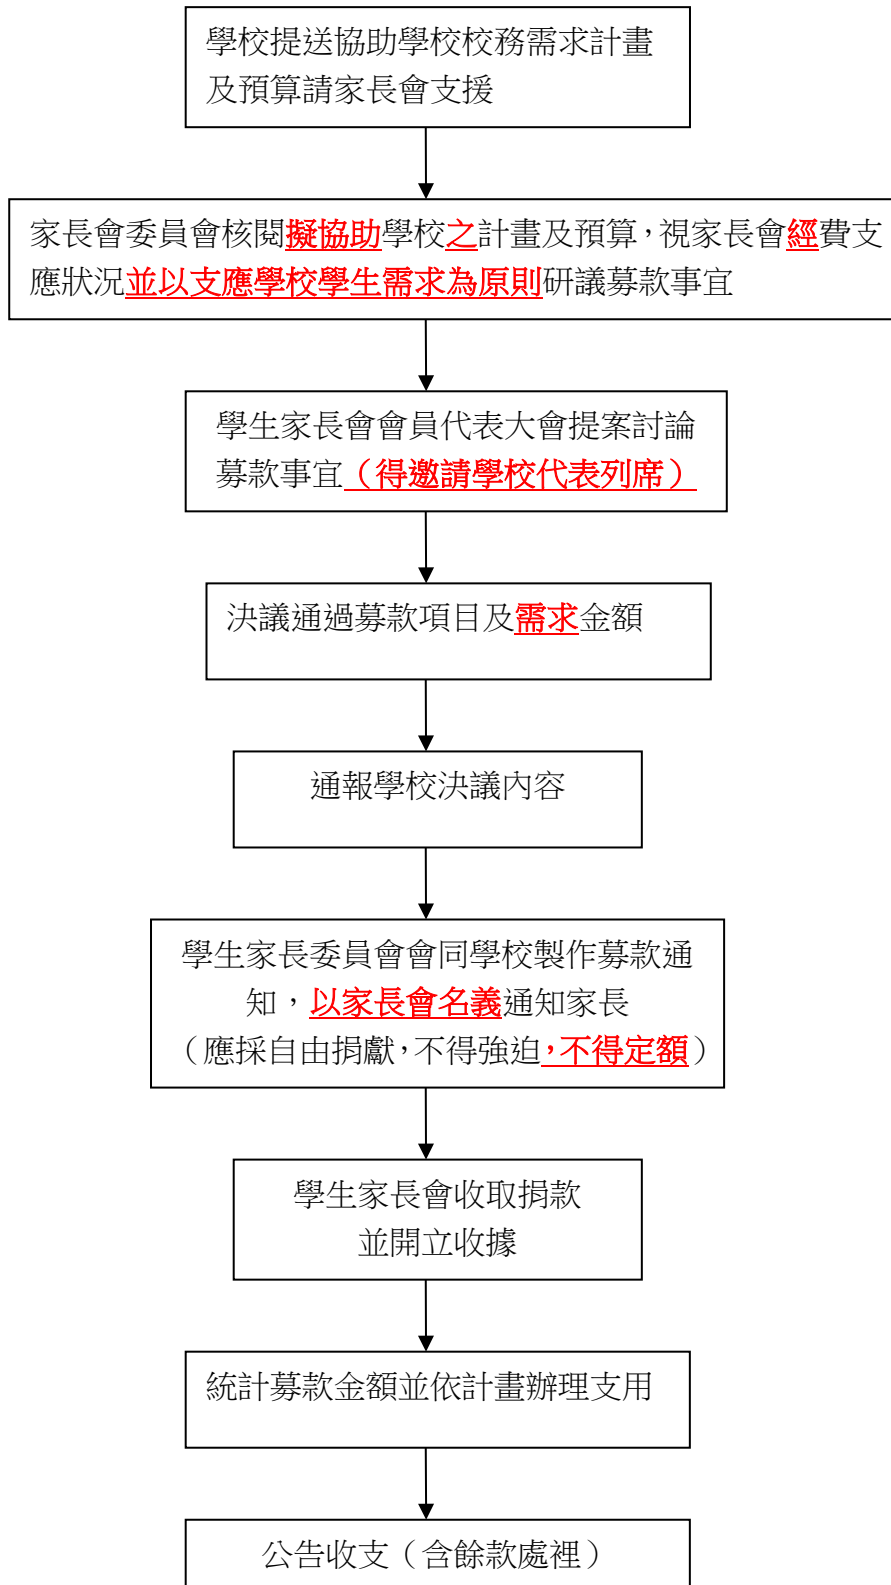 學校提送協助學校校務需求計畫
及預算請家長會支援
家長會委員會核閱擬協助學校之計畫及預算，視家長會經費支
應狀況並以支應學校學生需求為原則研議募款事宜
學生家長會會員代表大會提案討論
募款事宜（得邀請學校代表列席）
決議通過募款項目及需求金額
通報學校決議內容
學生家長委員會會同學校製作募款通
知，以家長會名義通知家長
（應採自由捐獻，不得強迫，不得定額）
學生家長會收取捐款
並開立收據
統計募款金額並依計畫辦理支用
公告收支（含餘款處裡）